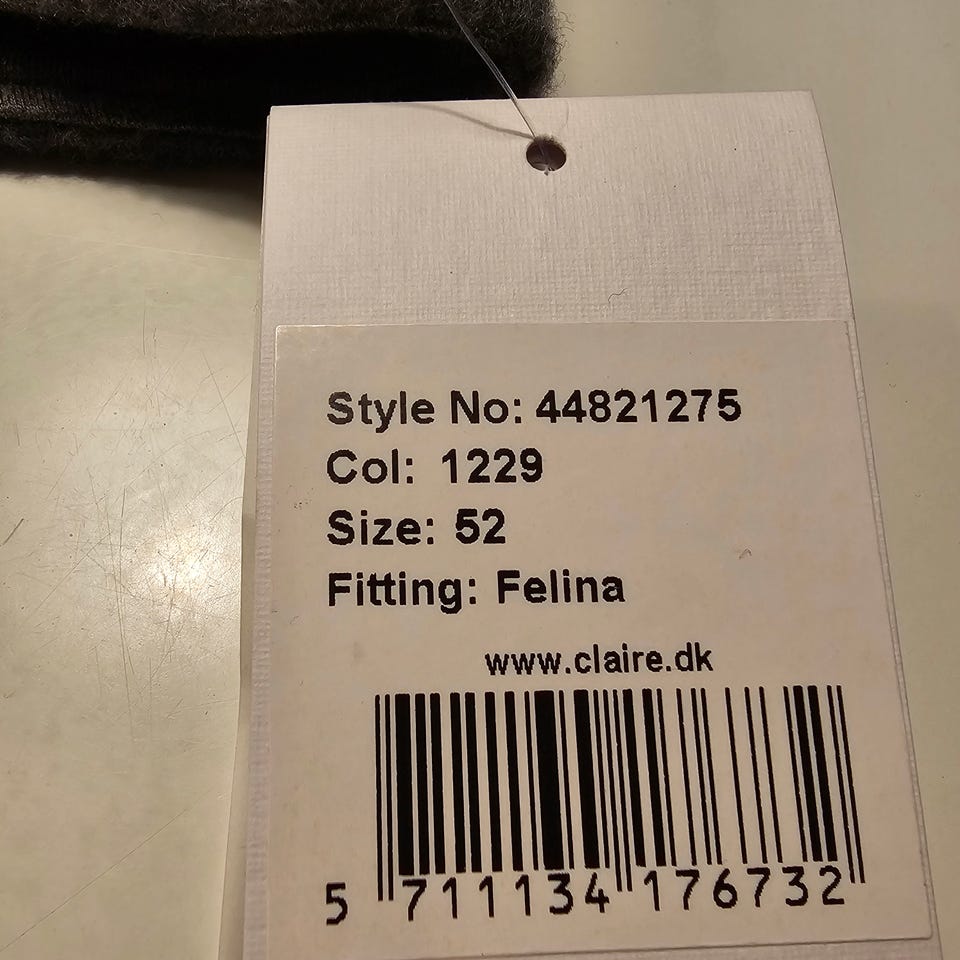 Style No: 44821275
Col: 1229
Size: 52
Fitting: Felina
www.claire.dk
5 711134 176732